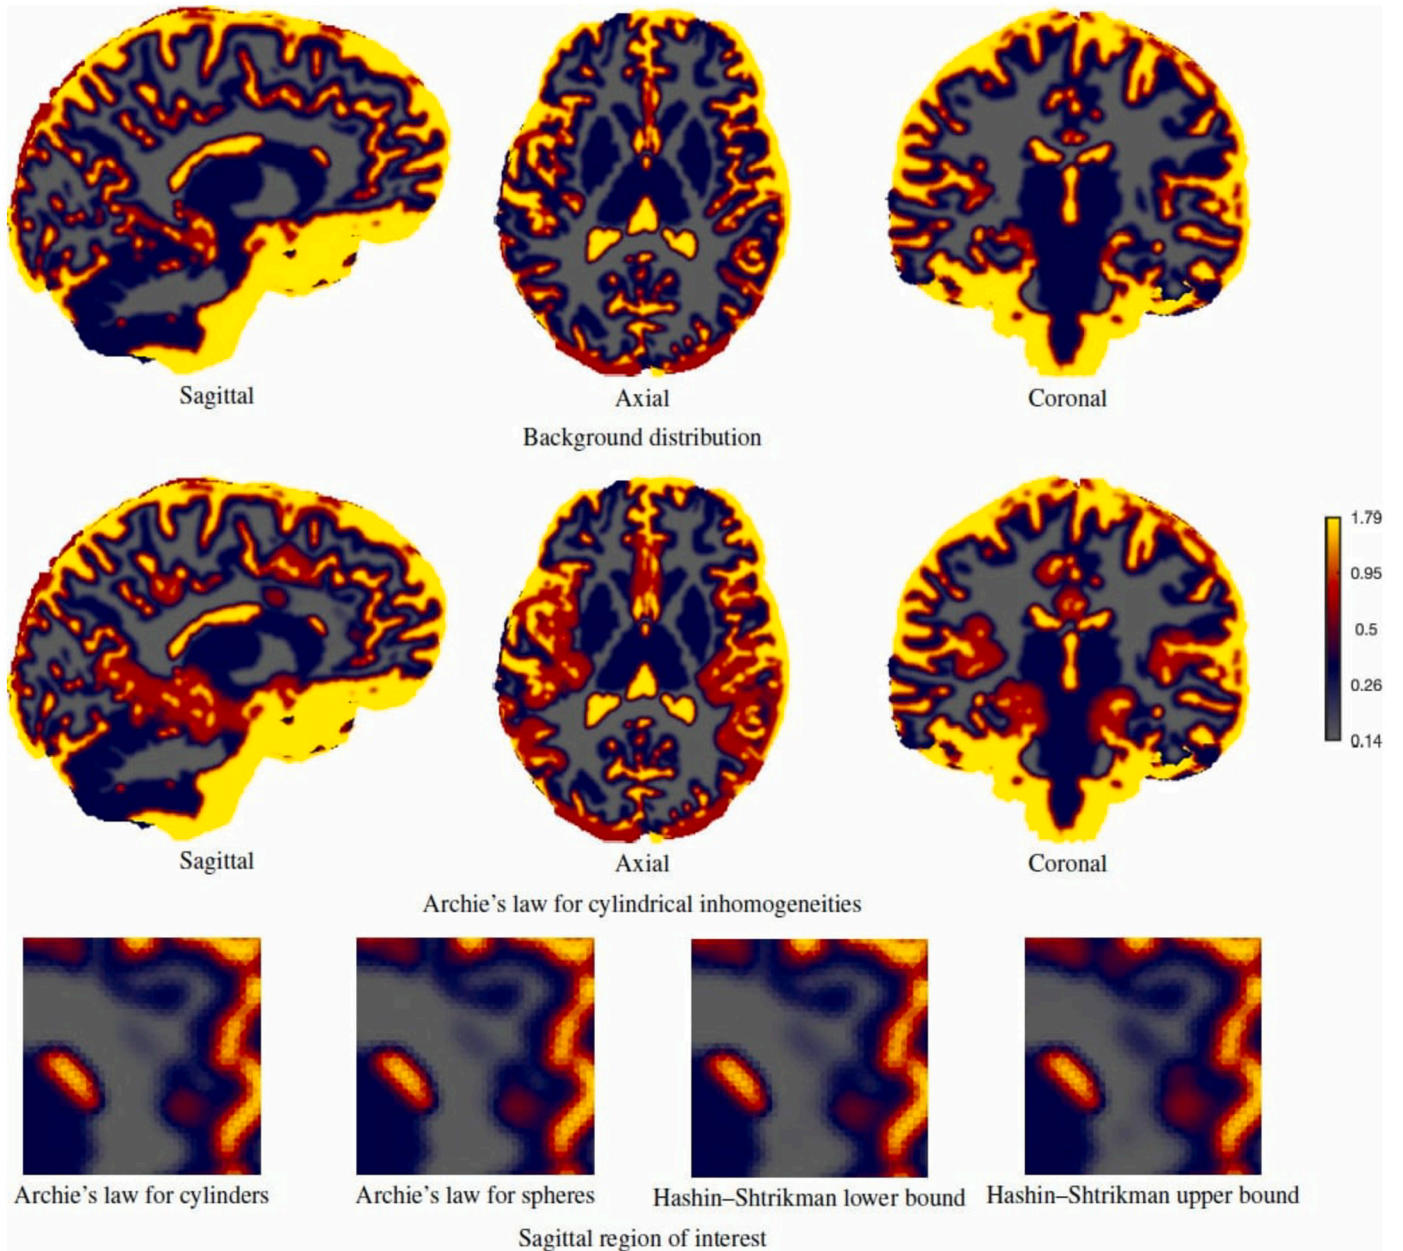 Sagittal
Axial
Coronal
Background distribution
1.79
0.95
0.5
0.26
0.14
Sagittal
Axial
Coronal
Archie's law for cylindrical inhomogeneities
Archie's law for cylinders
Archie's law for spheres
Hashin–Shtrikman lower bound
Hashin–Shtrikman upper bound
Sagittal region of interest